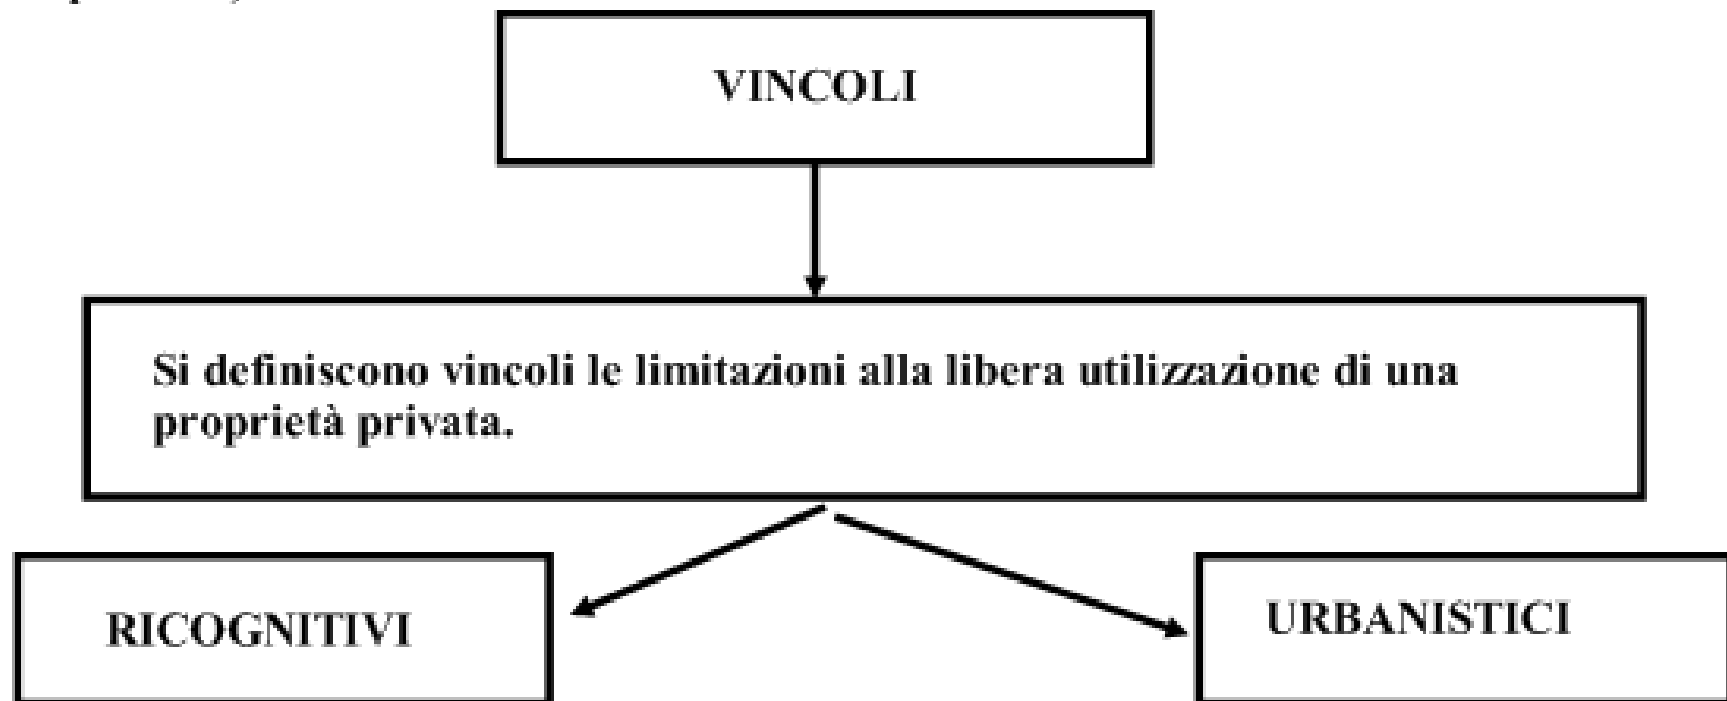 VINCOLI
Si definiscono vincoli le limitazioni alla libera utilizzazione di una
proprietà privata.
RICOGNITIVI
URBANISTICI